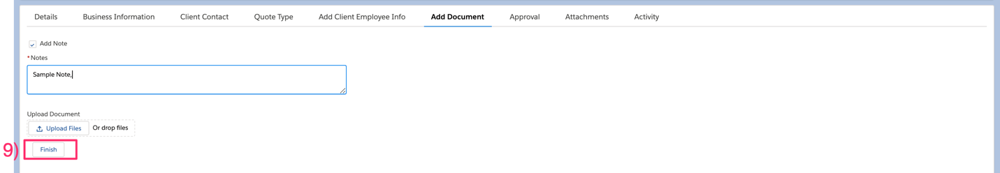 Details Business Information Client Contact Quote Type Add Client Employee Info Add Document Approval Attachments Activity
Add Note
*Notes
Sample Note,
Upload Document
Upload Files Or drop files
9) Finish